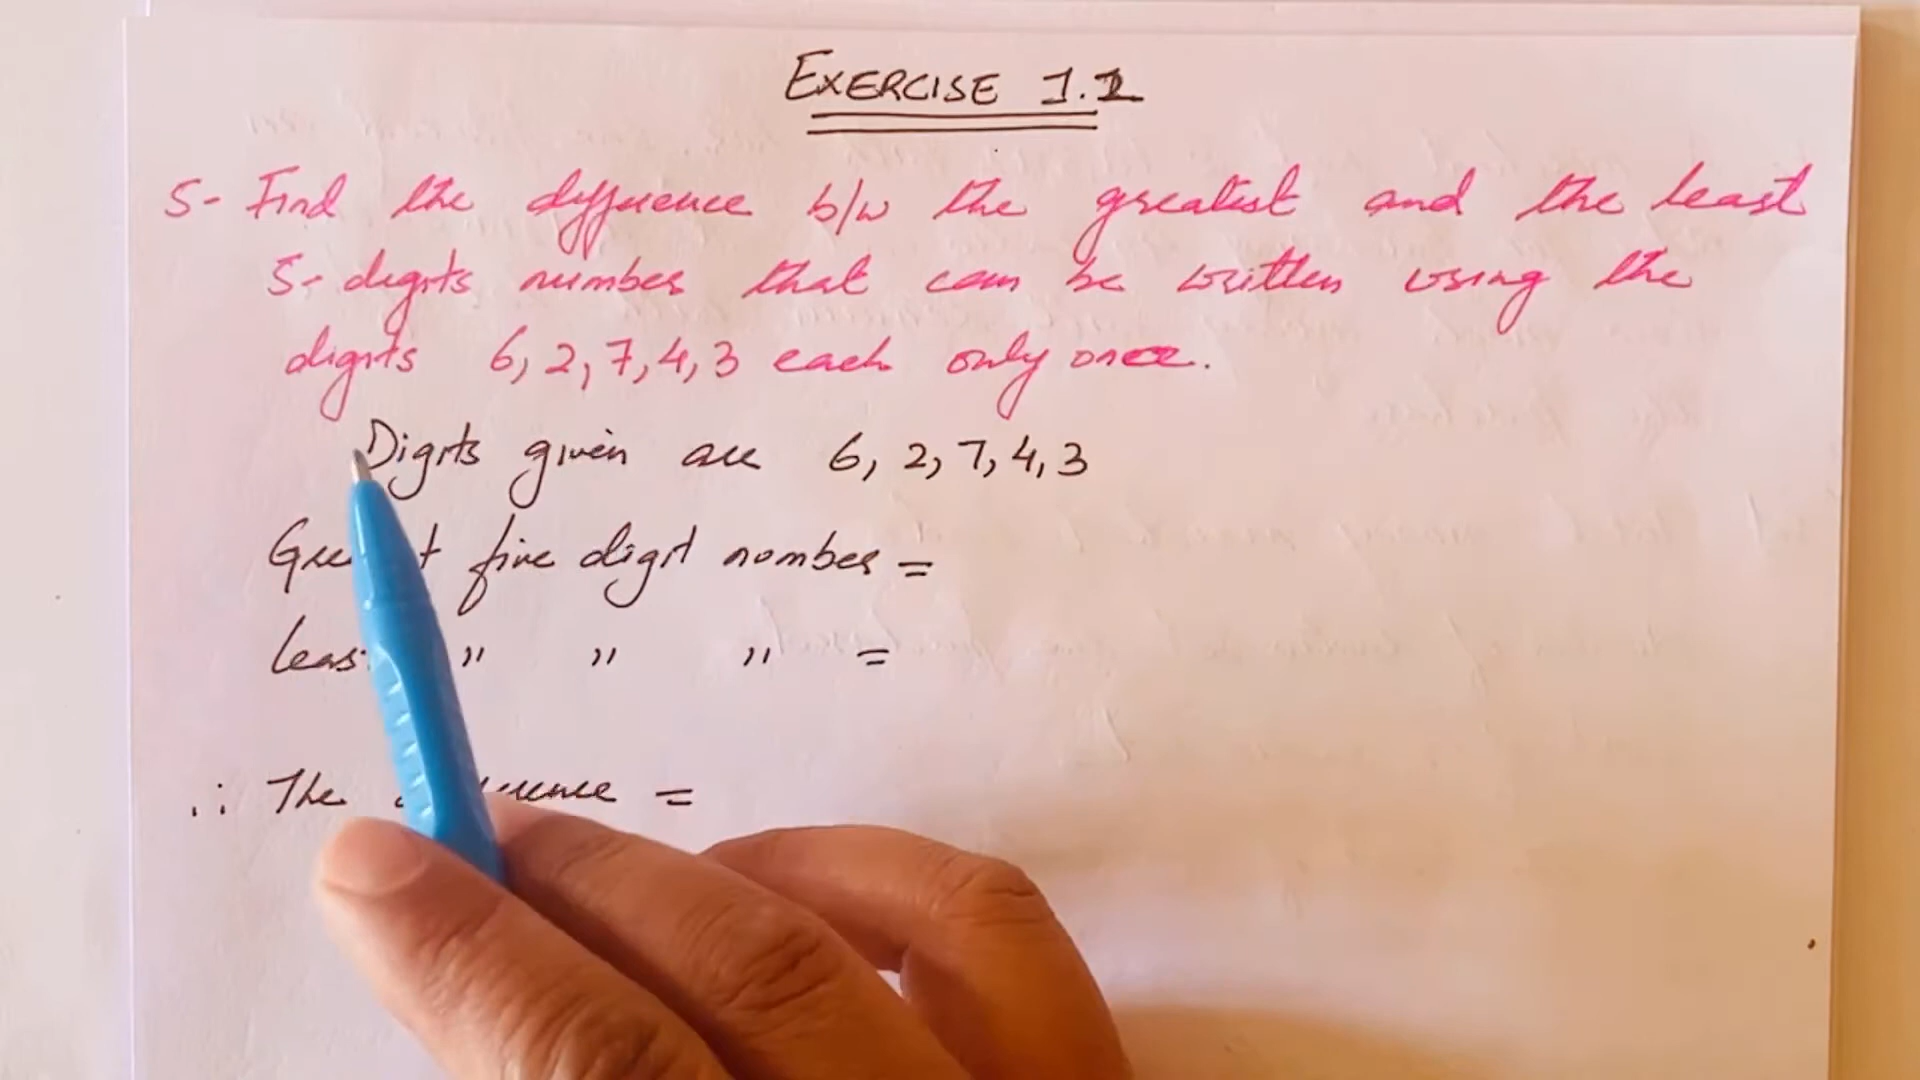 EXERCISE 1.2
5- Find the difference b/w the greatest and the least
5-digits number that can be written using the
digits 6, 2, 7, 4, 3 each only once.
Digits given are 6, 2, 7, 4, 3
five digit number =
" " " =
∴ The =